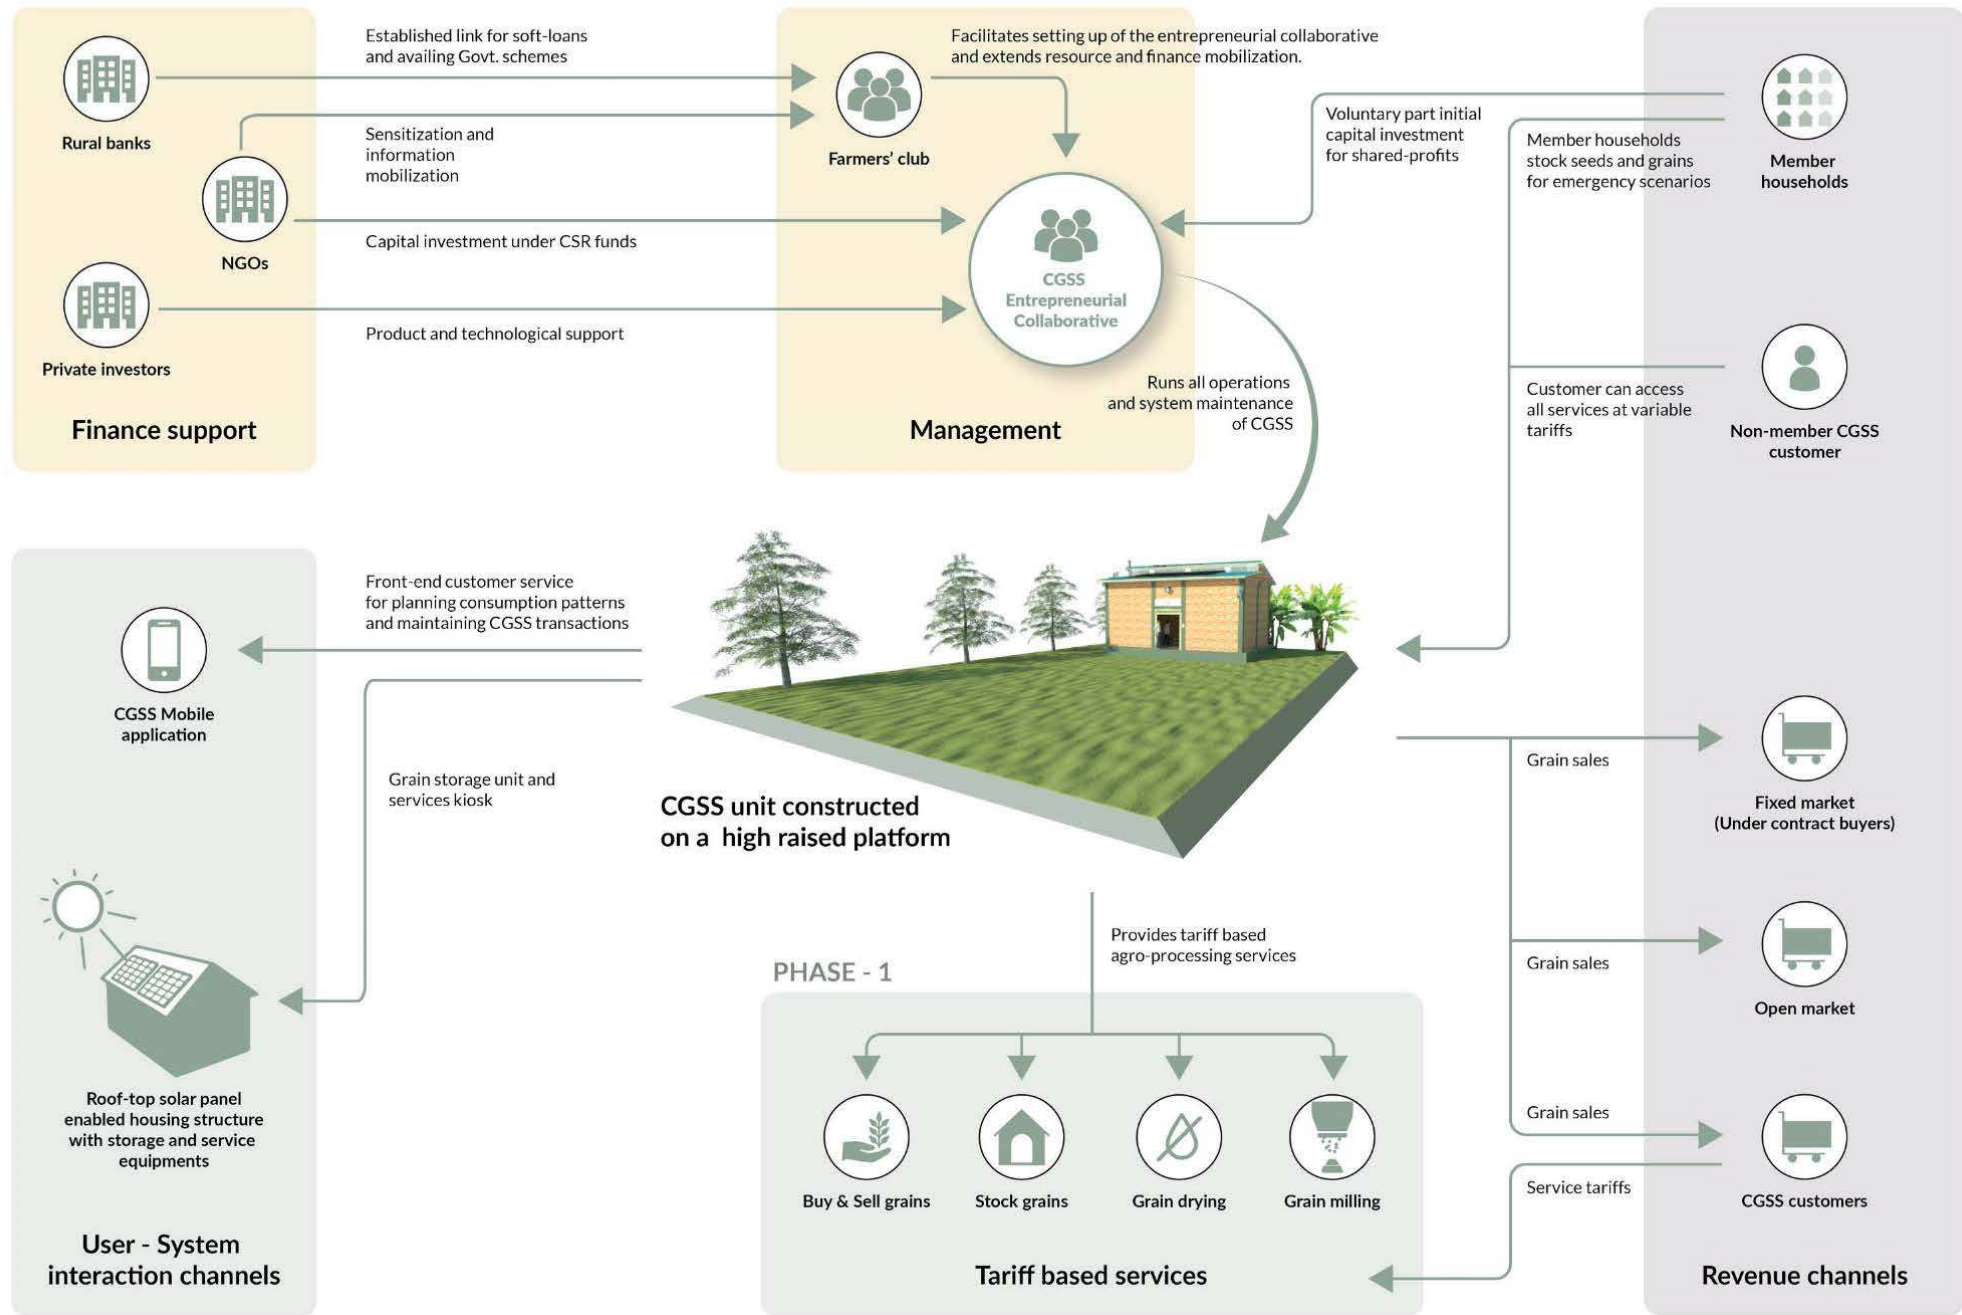 Established link for soft-loans
and availing Govt. schemes
Rural banks
Sensitization and
information
mobilization
NGOs
Capital investment under CSR funds
Private investors
Product and technological support
Finance support
Facilitates setting up of the entrepreneurial collaborative
and extends resource and finance mobilization.
Farmers' club
CGSS
Entrepreneurial
Collaborative
Runs all operations
and system maintenance
of CGSS
Management
Voluntary part initial
capital investment
for shared-profits
Member households
stock seeds and grains
for emergency scenarios
Member
households
Customer can access
all services at variable
tariffs
Non-member CGSS
customer
Front-end customer service
for planning consumption patterns
and maintaining CGSS transactions
CGSS Mobile
application
Grain storage unit and
services kiosk
Roof-top solar panel
enabled housing structure
with storage and service
equipments
User - System
interaction channels
CGSS unit constructed
on a high raised platform
Provides tariff based
agro-processing services
PHASE - 1
Buy & Sell grains
Stock grains
Grain drying
Grain milling
Tariff based services
Grain sales
Fixed market
(Under contract buyers)
Grain sales
Open market
Grain sales
Service tariffs
CGSS customers
Revenue channels